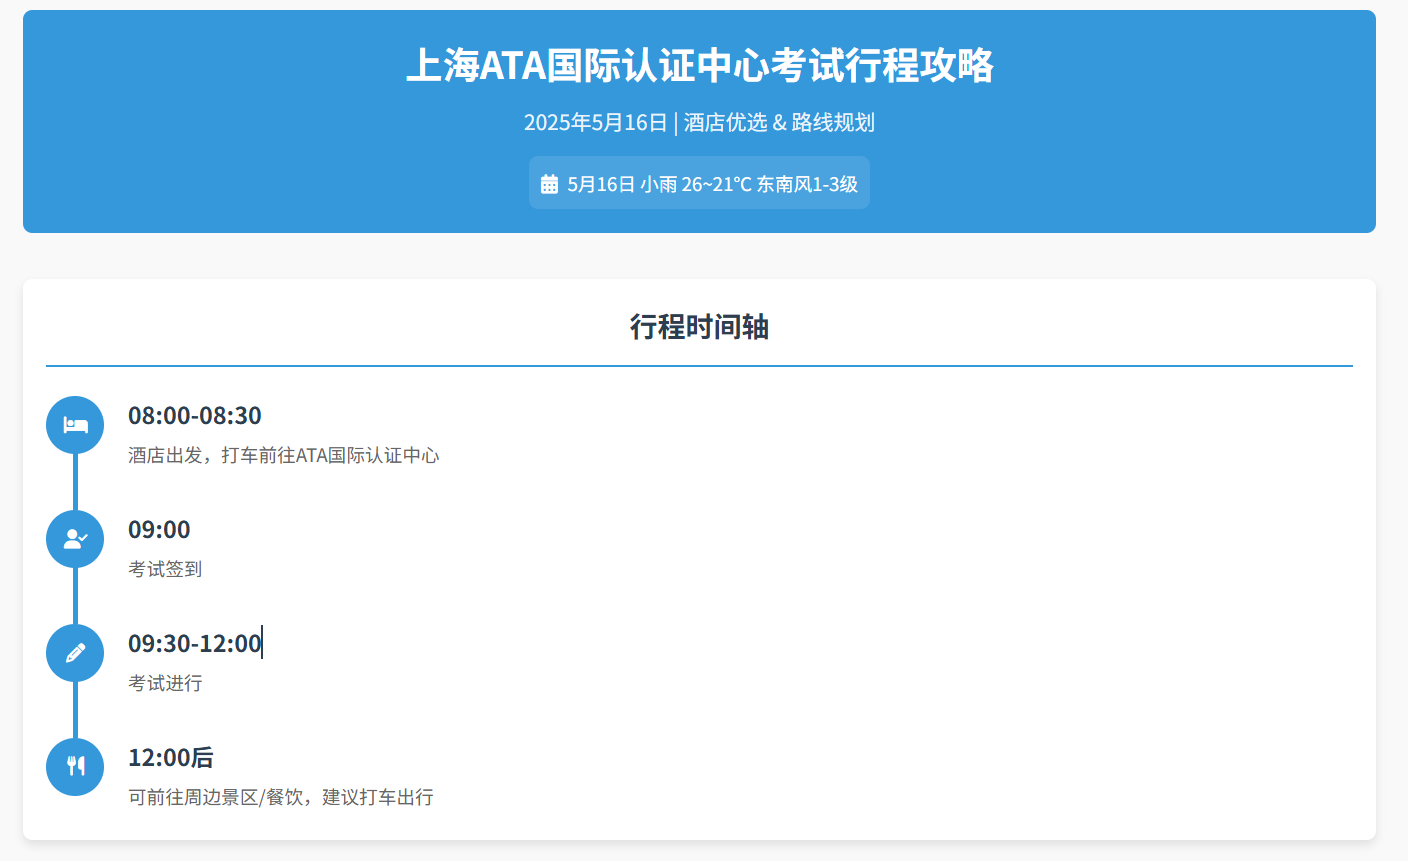 上海ATA国际认证中心考试行程攻略
2025年5月16日 | 酒店优选 & 路线规划
5月16日 小雨 26~21℃ 东南风1-3级
行程时间轴
08:00-08:30
酒店出发，打车前往ATA国际认证中心
09:00
考试签到
09:30-12:00
考试进行
12:00后
可前往周边景区/餐饮，建议打车出行